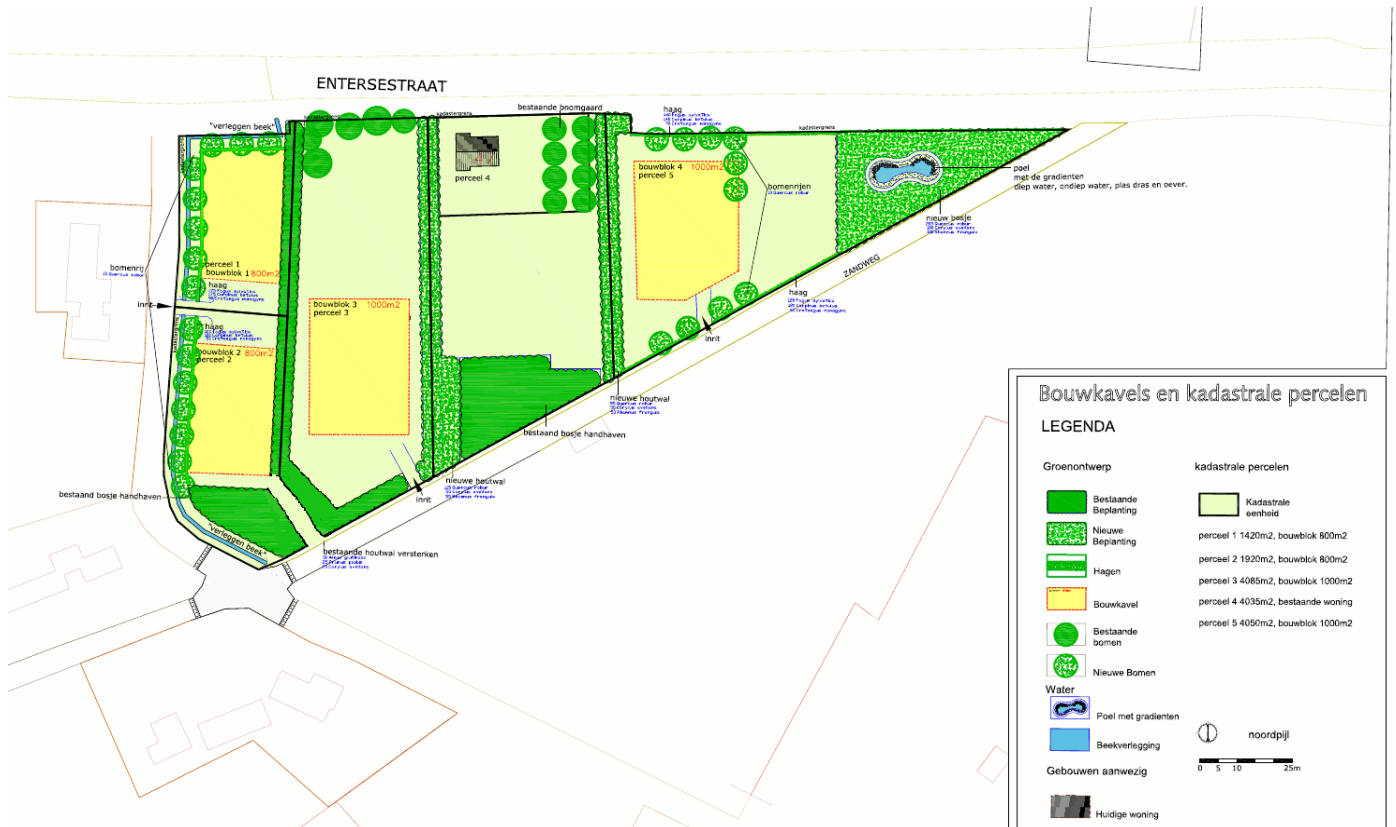 ENTERSESTRAAT
"verleggen beek"
kadastergrens
kadastergrens
bestaande boomgaard
haag
kadastergrens
perceel 4
bouwblok 4 1000m2
perceel 5
bomenrijen
poel
met de gradienten
diep water, ondiep water, plas dras en oever.
nieuw bosje
ZANDWEG
bomenrij
perceel 1
bouwblok 1 800m2
haag
inrit
haag
bouwblok 2 800m2
perceel 2
bouwblok 3 1000m2
perceel 3
haag
inrit
nieuwe houtwal
bestaand bosje handhaven
nieuwe houtwal
inrit
bestaand bosje handhaven
"verleggen beek"
bestaande houtwal versterken
Bouwkavels en kadastrale percelen
LEGENDA
Groenontwerp
kadastrale percelen
Bestaande
Beplanting
Kadastrale
eenheid
Nieuwe
Beplanting
perceel 1 1420m2, bouwblok 800m2
Hagen
perceel 2 1920m2, bouwblok 800m2
perceel 3 4085m2, bouwblok 1000m2
Bouwkavel
perceel 4 4035m2, bestaande woning
perceel 5 4050m2, bouwblok 1000m2
Bestaande
bomen
Nieuwe Bomen
Water
Poel met gradienten
noordpijl
Beekverlegging
0 5 10 25m
Gebouwen aanwezig
Huidige woning